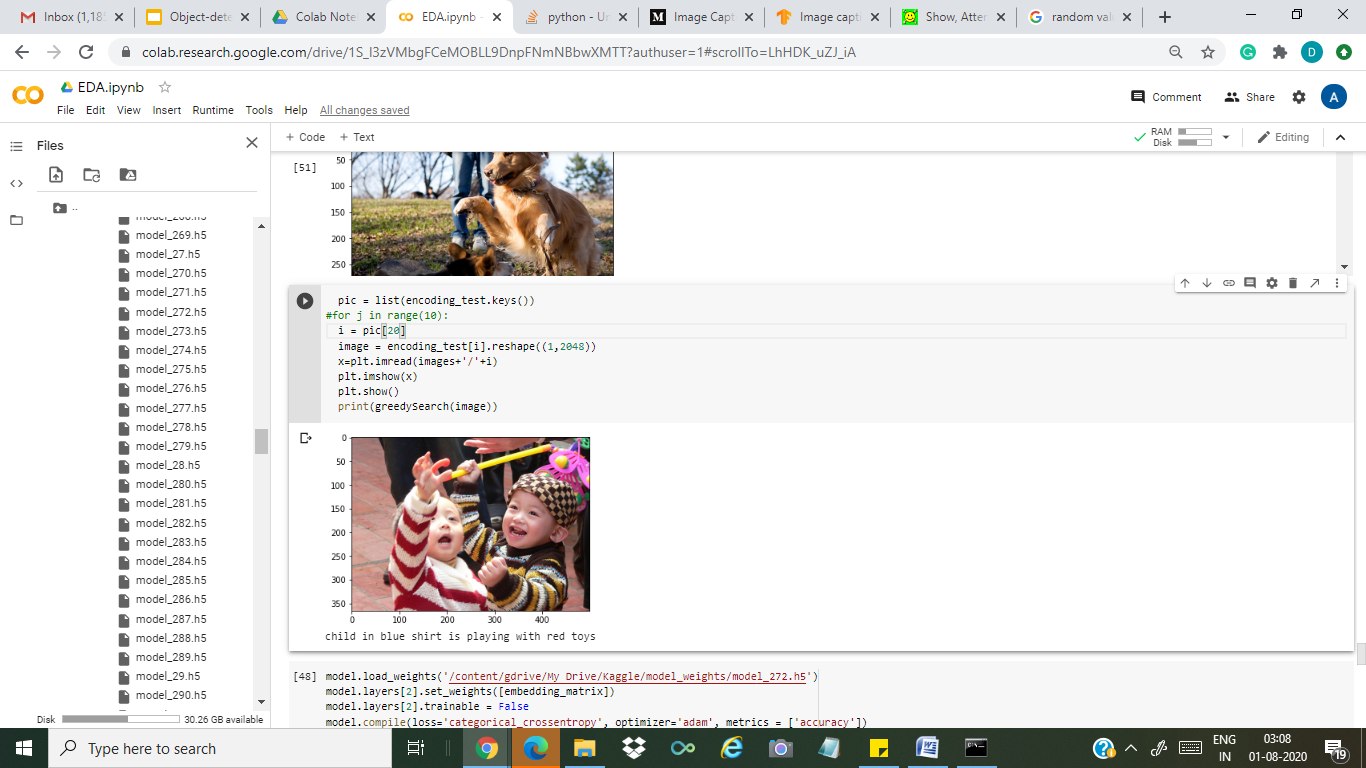 Inbox (1,185
Object-dete
Colab Note
EDA.ipynb -
python - Ur
Image Capt
Image capti
Show, Atter
random val
colab.research.google.com/drive/1S_l3zVMbgFCeMOBLL9DnpFNmNBbwXMTT?authuser=1#scrollTo=LhHDK_uZJ_iA
D
EDA.ipynb
File Edit View Insert Runtime Tools Help All changes saved
Comment Share A
Files
+ Code + Text
RAM
Disk
Editing
..
model_268.h5
model_269.h5
model_27.h5
model_270.h5
model_271.h5
model_272.h5
model_273.h5
model_274.h5
model_275.h5
model_276.h5
model_277.h5
model_278.h5
model_279.h5
model_28.h5
model_280.h5
model_281.h5
model_282.h5
model_283.h5
model_284.h5
model_285.h5
model_286.h5
model_287.h5
model_288.h5
model_289.h5
model_29.h5
model_290.h5
Disk 30.26 GB available
[51]
50
100
150
200
250
pic = list(encoding_test.keys())
#for j in range(10):
i = pic[20]
image = encoding_test[i].reshape((1,2048))
x=plt.imread(images+'/'+i)
plt.imshow(x)
plt.show()
print(greedySearch(image))
0
50
100
150
200
250
300
350
0 100 200 300 400
child in blue shirt is playing with red toys
[48] model.load_weights('/content/gdrive/My Drive/Kaggle/model_weights/model_272.h5')
model.layers[2].set_weights([embedding_matrix])
model.layers[2].trainable = False
model.compile(loss='categorical_crossentropy', optimizer='adam', metrics = ['accuracy'])
Type here to search
ENG
IN
03:08
01-08-2020
19